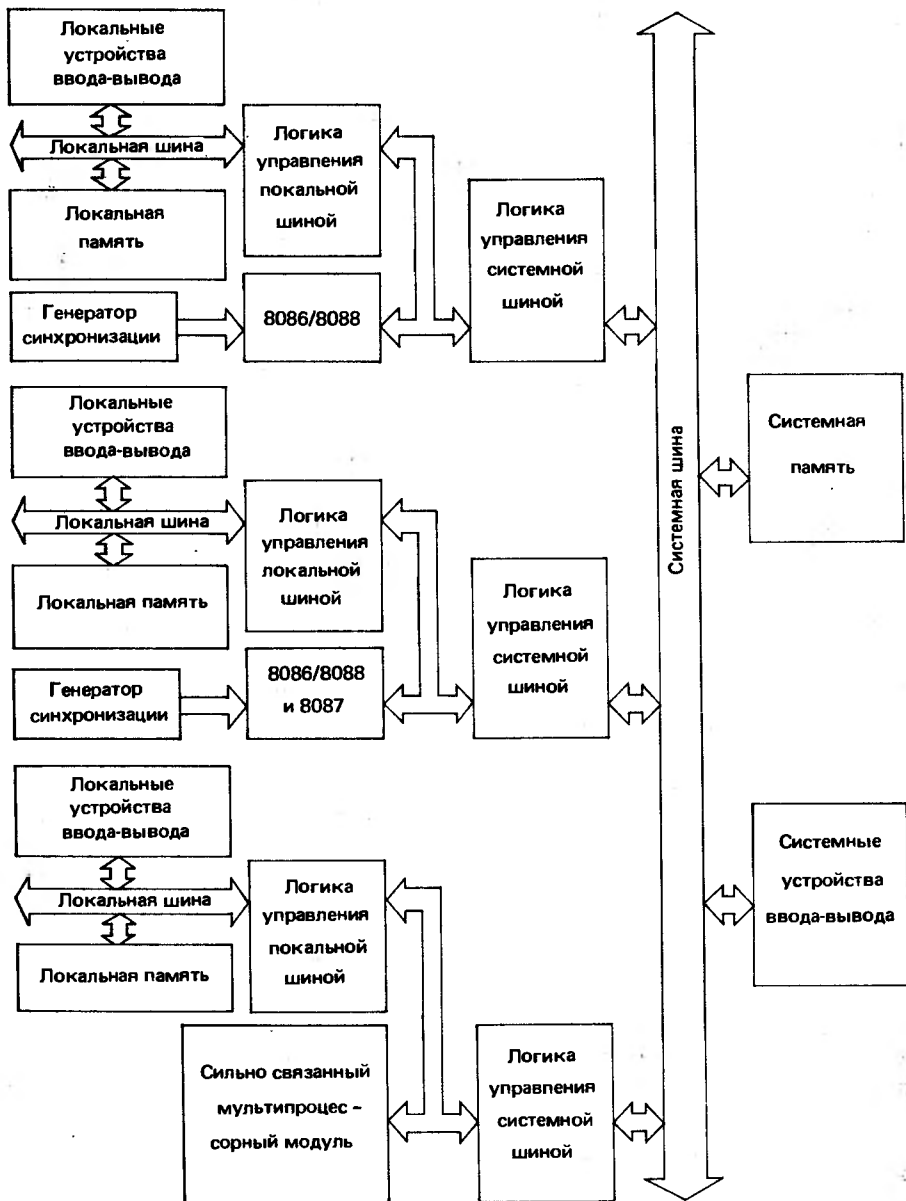 Локальные
устройства
ввода-вывода
Локальная шина
Локальная
память
Логика
управпения
покальной
шиной
Генератор
синхронизации
8086/8088
Логика
управления
системной
шиной
Локальные
устройства
ввода-вывода
Локальная шина
Локальная память
Логика
управления
локальной
шиной
Генератор
синхронизации
8086/8088
и 8087
Логика
управления
системной
шиной
Локальные
устройства
ввода-вывода
Локальная шина
Локальная память
Логика
управления
покальной
шиной
Сильно связанный
мультипроцес –
сорный модуль
Логика
управления
системной
шиной
Системная шина
Системная
память
Системные
устройства
ввода-вывода